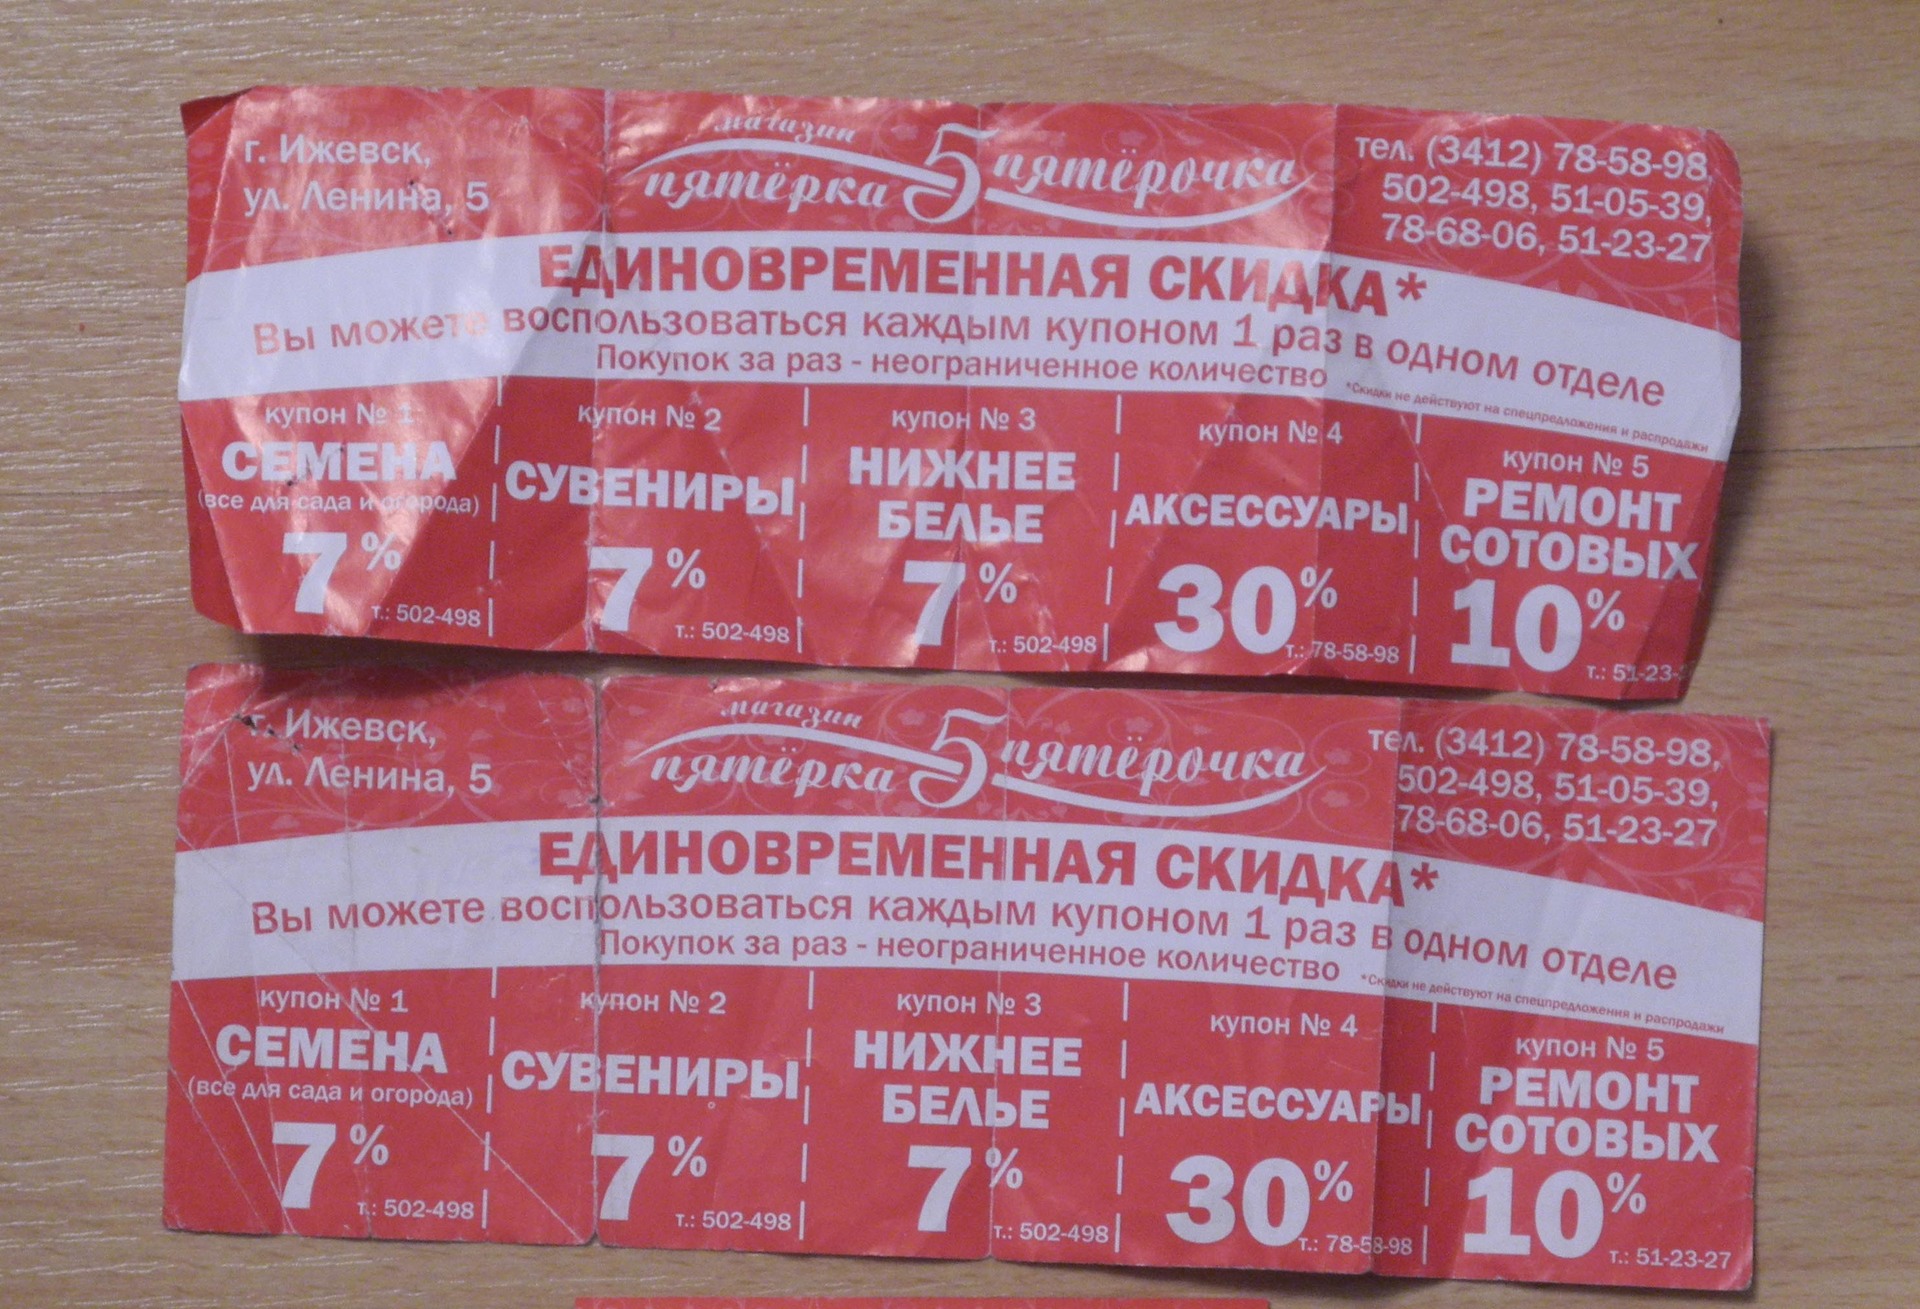 г. Ижевск,
ул. Ленина, 5
магазин
пятёрка 5 пятёрочка
тел. (3412) 78-58-98,
502-498, 51-05-39,
78-68-06, 51-23-27
ЕДИНОВРЕМЕННАЯ СКИДКА*
Вы можете воспользоваться каждым купоном 1 раз в одном отделе
Покупок за раз - неограниченное количество
*Скидки не действуют на спецпредложения и распродажи
купон № 1
СЕМЕНА
(все для сада и огорода)
7%
т.: 502-498
купон № 2
СУВЕНИРЫ
7%
т.: 502-498
купон № 3
НИЖНЕЕ
БЕЛЬЕ
7%
т.: 502-498
купон № 4
АКСЕССУАРЫ
30%
т.: 78-58-98
купон № 5
РЕМОНТ
СОТОВЫХ
10%
т.: 51-23-
г. Ижевск,
ул. Ленина, 5
магазин
пятёрка 5 пятёрочка
тел. (3412) 78-58-98,
502-498, 51-05-39,
78-68-06, 51-23-27
ЕДИНОВРЕМЕННАЯ СКИДКА*
Вы можете воспользоваться каждым купоном 1 раз в одном отделе
Покупок за раз - неограниченное количество
*Скидки не действуют на спецпредложения и распродажи
купон № 1
СЕМЕНА
(все для сада и огорода)
7%
т.: 502-498
купон № 2
СУВЕНИРЫ
7%
т.: 502-498
купон № 3
НИЖНЕЕ
БЕЛЬЕ
7%
т.: 502-498
купон № 4
АКСЕССУАРЫ
30%
т.: 78-58-98
купон № 5
РЕМОНТ
СОТОВЫХ
10%
т.: 51-23-27